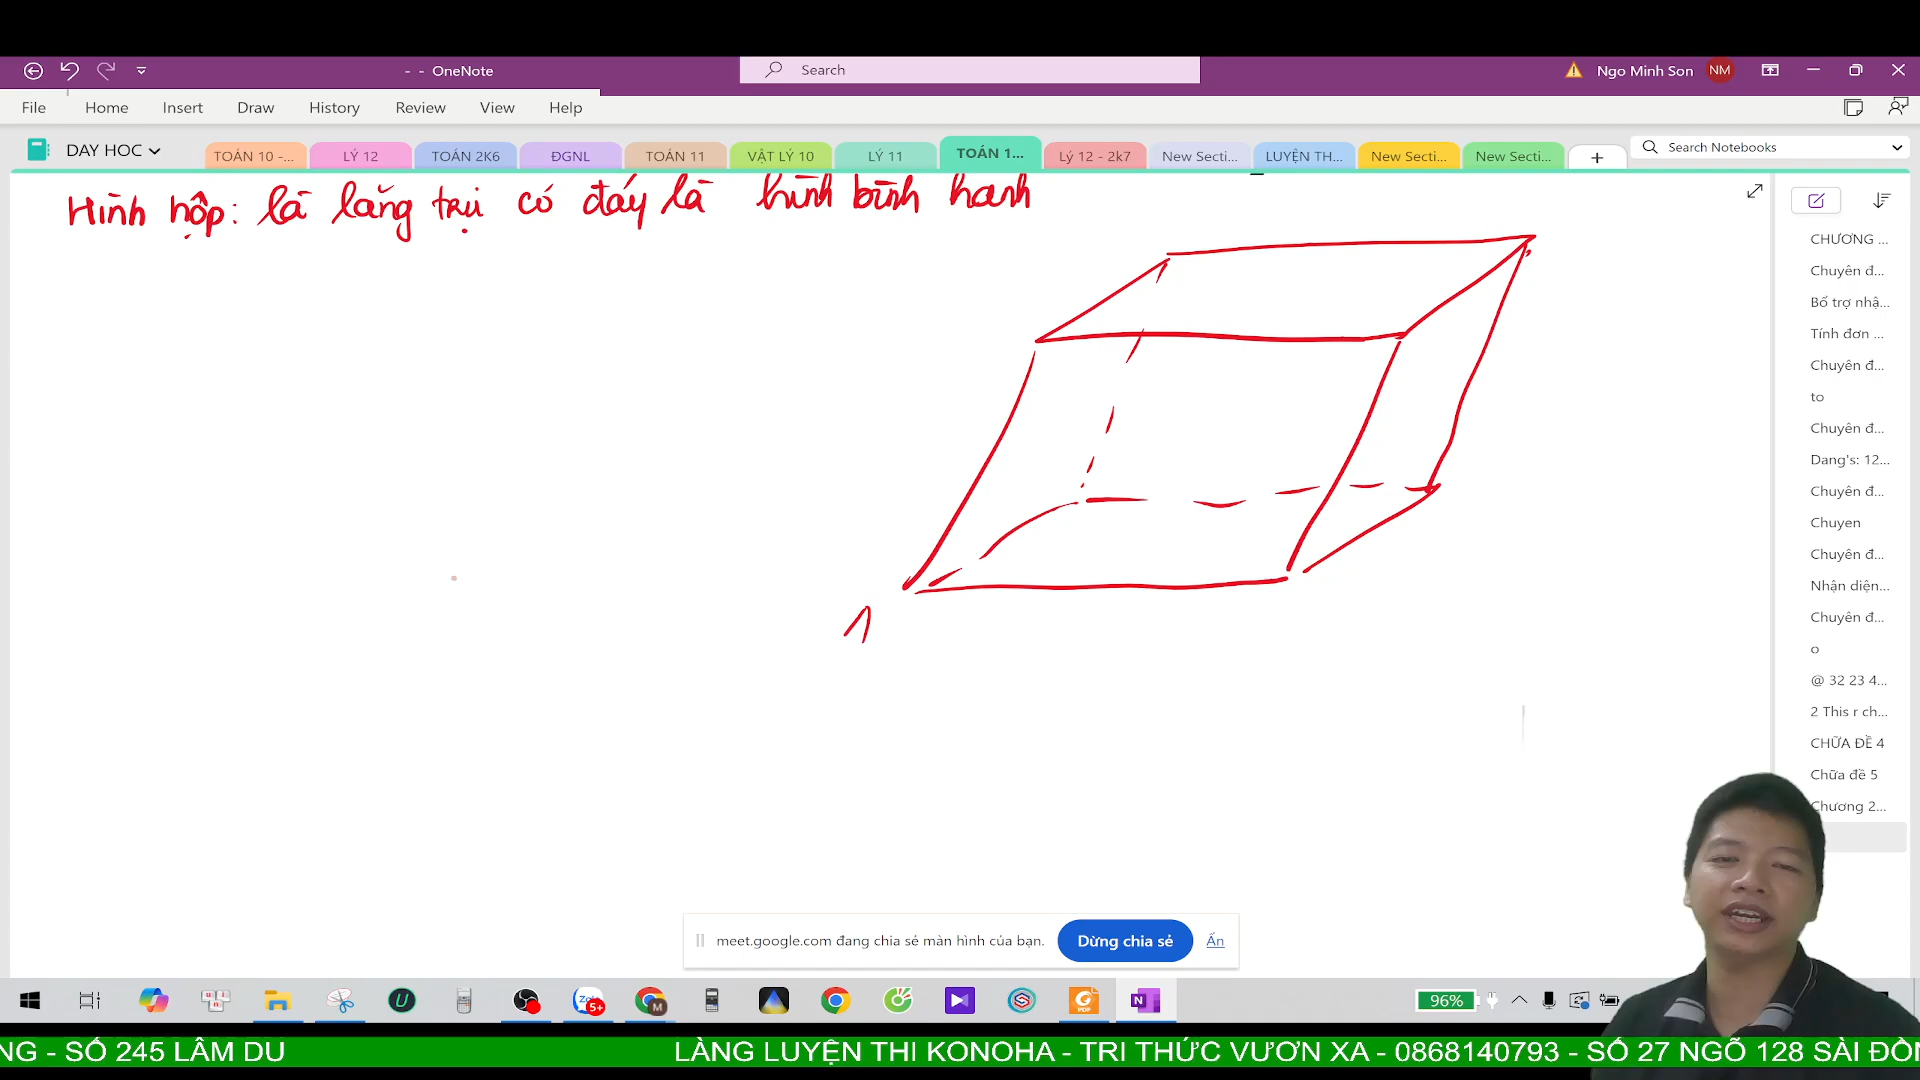 - - OneNote
Search
Ngo Minh Son
NM
File
Home
Insert
Draw
History
Review
View
Help
DAY HOC
TOÁN 10 -...
LÝ 12
TOÁN 2K6
ĐGNL
TOÁN 11
VẬT LÝ 10
LÝ 11
TOÁN 1...
Lý 12 - 2k7
New Secti...
LUYỆN TH...
New Secti...
New Secti...
+
Search Notebooks
Hình hộp: là lăng trụ có đáy là hình bình hành
CHƯƠNG ...
Chuyên đ...
Bổ trợ nhậ...
Tính đơn ...
Chuyên đ...
to
Chuyên đ...
Dang's: 12...
Chuyên đ...
Chuyen
Chuyên đ...
Nhận diện...
Chuyên đ...
o
@ 32 23 4...
2 This r ch...
CHỮA ĐỀ 4
Chữa đề 5
Chương 2...
meet.google.com đang chia sẻ màn hình của bạn.
Dừng chia sẻ
Ẩn
5+
M
PDF
N
96%
NG - SỐ 245 LÂM DU
LÀNG LUYỆN THI KONOHA - TRI THỨC VƯƠN XA - 0868140793 - SỐ 27 NGÕ 128 SÀI ĐỒN